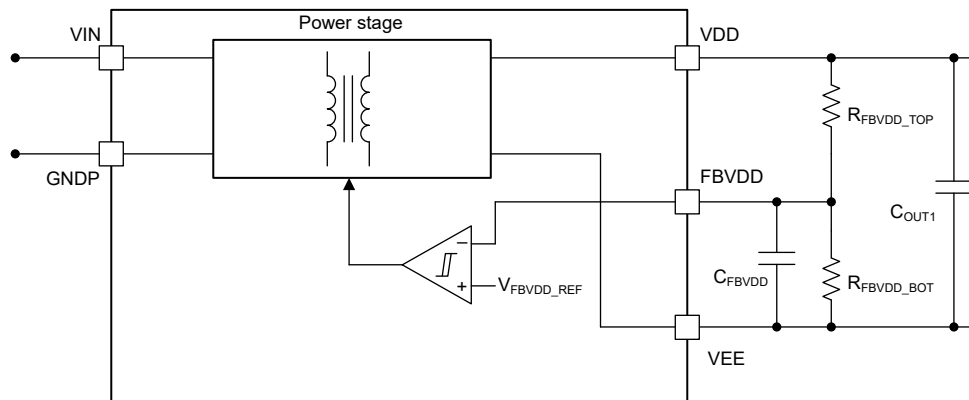 Power stage
VIN
VDD
R_FBVDD_TOP
GNDP
FBVDD
C_OUT1
−
C_FBVDD
R_FBVDD_BOT
+
V_FBVDD_REF
VEE